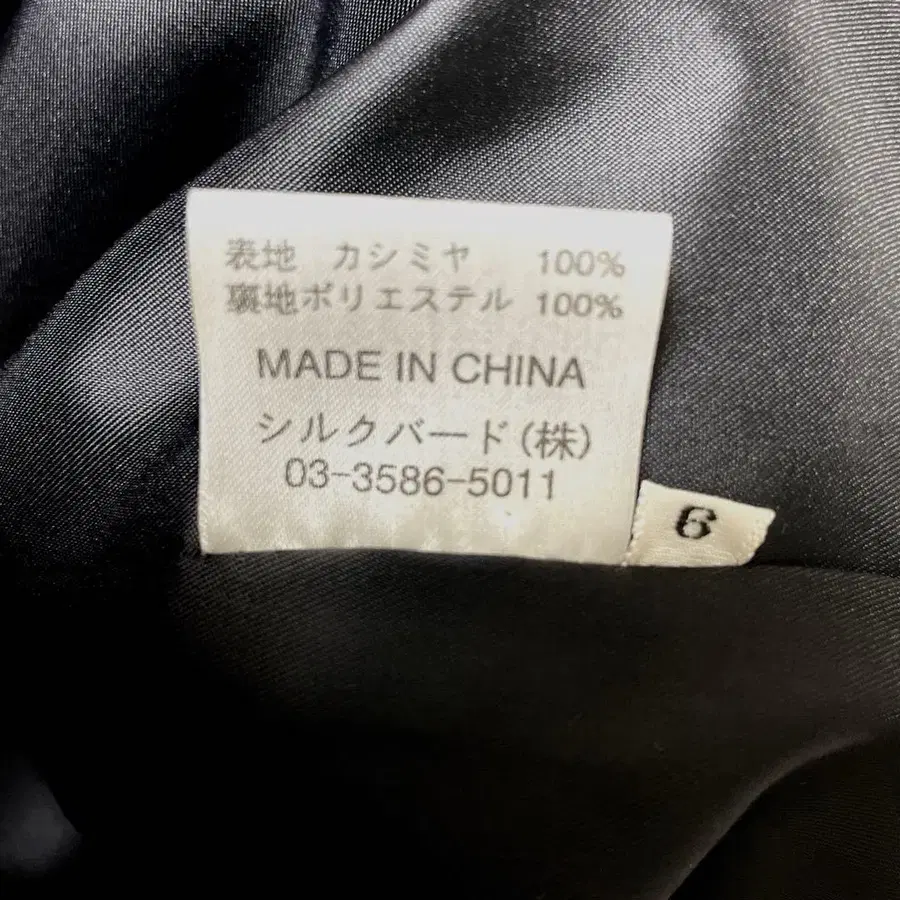 表地 カシミヤ 100%
裏地ポリエステル 100%
MADE IN CHINA
シルクバード(株)
03-3586-5011
6